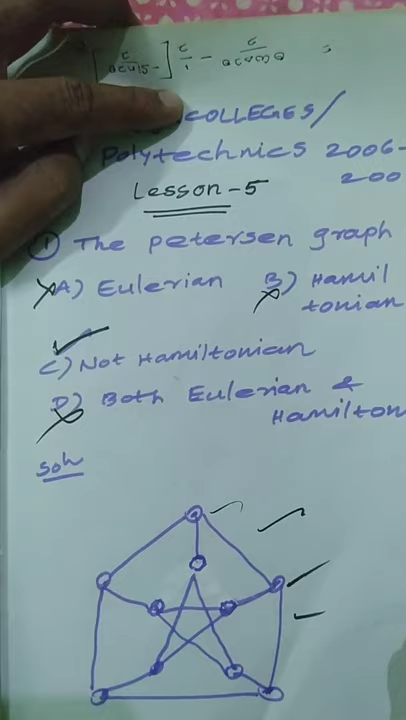 COLLEGES/
Polytechnics 2006-
200
Lesson-5
① The petersen graph
A) Eulerian B) Hamil
tonian
C) Not Hamiltonian
D) Both Eulerian &
Hamilton
Soln